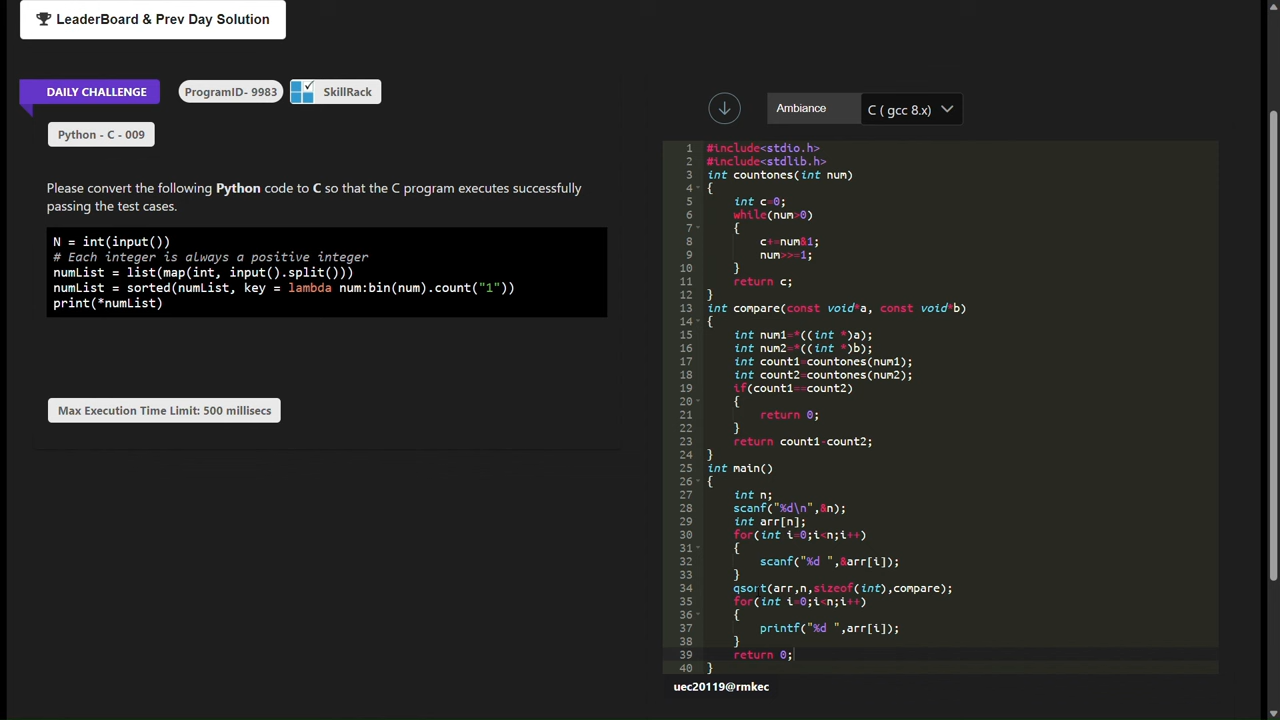 LeaderBoard & Prev Day Solution
DAILY CHALLENGE
ProgramID- 9983
SkillRack
Python - C - 009
Please convert the following Python code to C so that the C program executes successfully
passing the test cases.
N = int(input())
# Each integer is always a positive integer
numList = list(map(int, input().split()))
numList = sorted(numList, key = lambda num:bin(num).count("1"))
print(*numList)
Max Execution Time Limit: 500 millisecs
Ambiance
C ( gcc 8.x)
1 #include<stdio.h>
2 #include<stdlib.h>
3 int countones(int num)
4 {
5 int c=0;
6 while(num>0)
7 {
8 c+=num&1;
9 num>>=1;
10 }
11 return c;
12 }
13 int compare(const void*a, const void*b)
14 {
15 int num1=*((int *)a);
16 int num2=*((int *)b);
17 int count1=countones(num1);
18 int count2=countones(num2);
19 if(count1==count2)
20 {
21 return 0;
22 }
23 return count1-count2;
24 }
25 int main()
26 {
27 int n;
28 scanf("%d\n",&n);
29 int arr[n];
30 for(int i=0;i<n;i++)
31 {
32 scanf("%d ",&arr[i]);
33 }
34 qsort(arr,n,sizeof(int),compare);
35 for(int i=0;i<n;i++)
36 {
37 printf("%d ",arr[i]);
38 }
39 return 0;
40 }
uec20119@rmkec